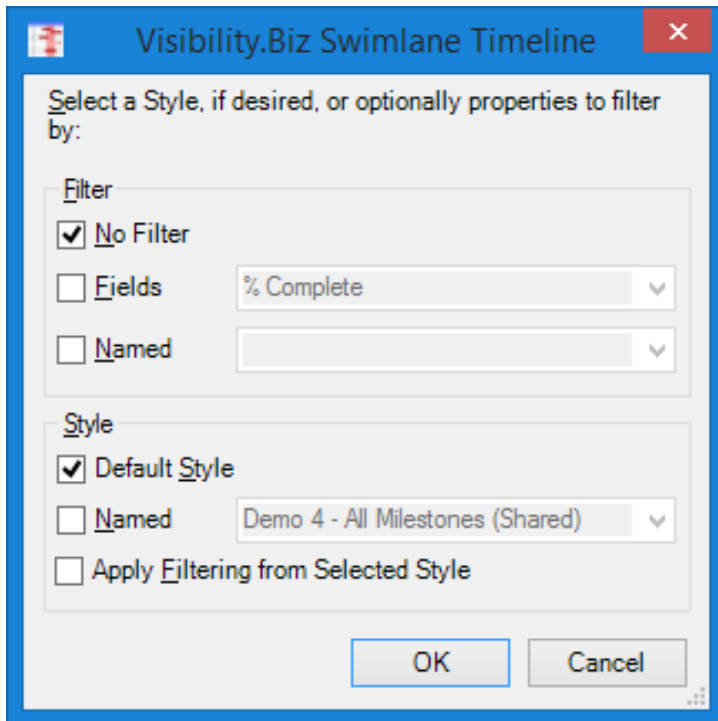 Visibility.Biz Swimlane Timeline
Select a Style, if desired, or optionally properties to filter
by:
Filter
No Filter
Fields % Complete
Named
Style
Default Style
Named Demo 4 - All Milestones (Shared)
Apply Filtering from Selected Style
OK Cancel